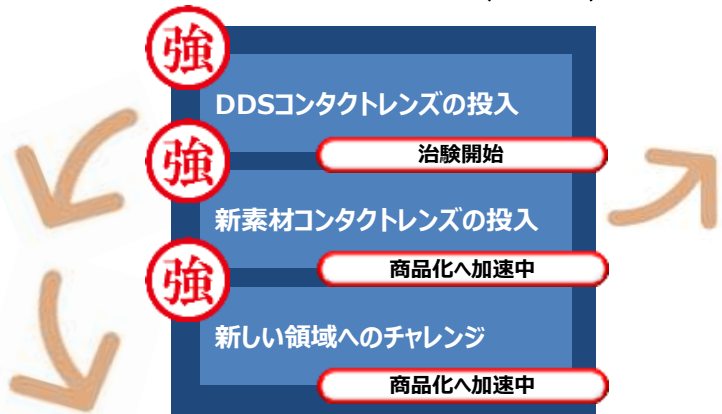 強
DDSコンタクトレンズの投入
治験開始
強
新素材コンタクトレンズの投入
商品化へ加速中
強
新しい領域へのチャレンジ
商品化へ加速中